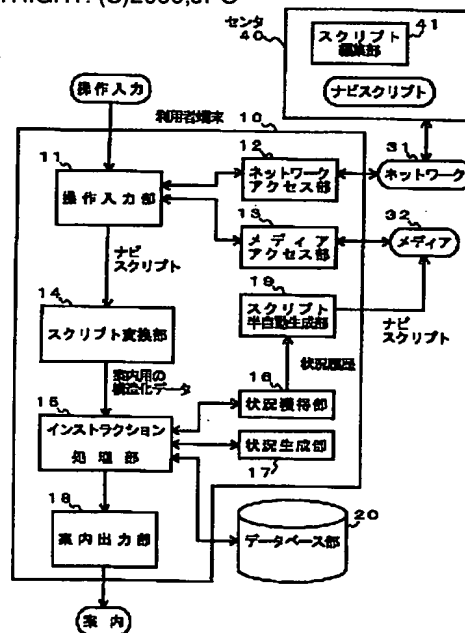 センタ
40
41
スクリプト
編集部
ナビスクリプト
操作入力
利用者端末
10
11
操作入力部
12
ネットワーク
アクセス部
31
ネットワーク
13
メディア
アクセス部
32
メディア
ナビ
スクリプト
19
スクリプト
半自動生成部
ナビ
スクリプト
14
スクリプト変換部
状況履歴
案内用の
構造化データ
15
インストラクション
処理部
16
状況獲得部
状況生成部
17
18
案内出力部
20
データベース部
案内